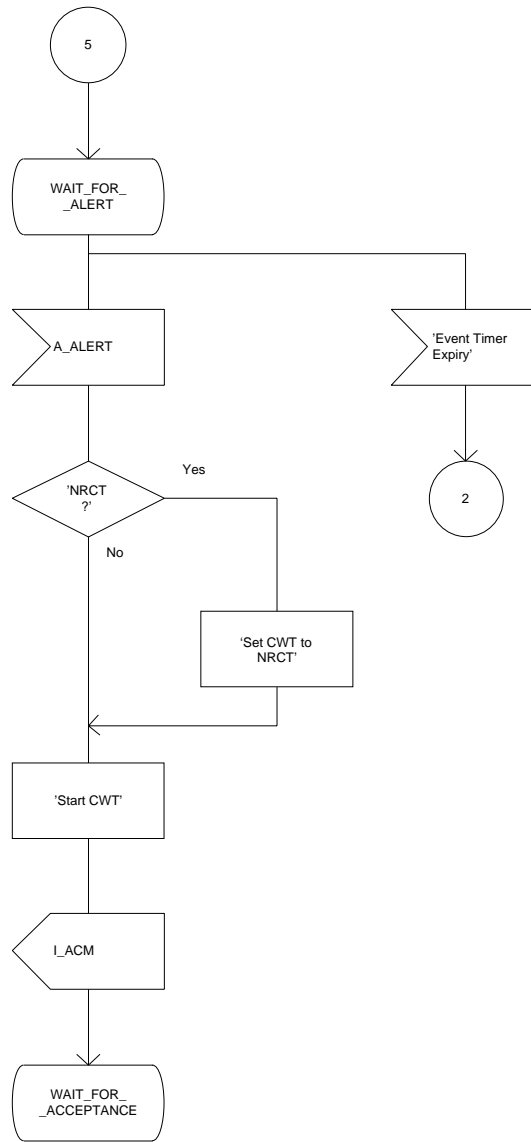 5
WAIT_FOR_
_ALERT
A_ALERT
'Event Timer
Expiry'
'NRCT
?'
Yes
2
No
‘Set CWT to
NRCT’
'Start CWT'
I_ACM
WAIT_FOR_
_ACCEPTANCE